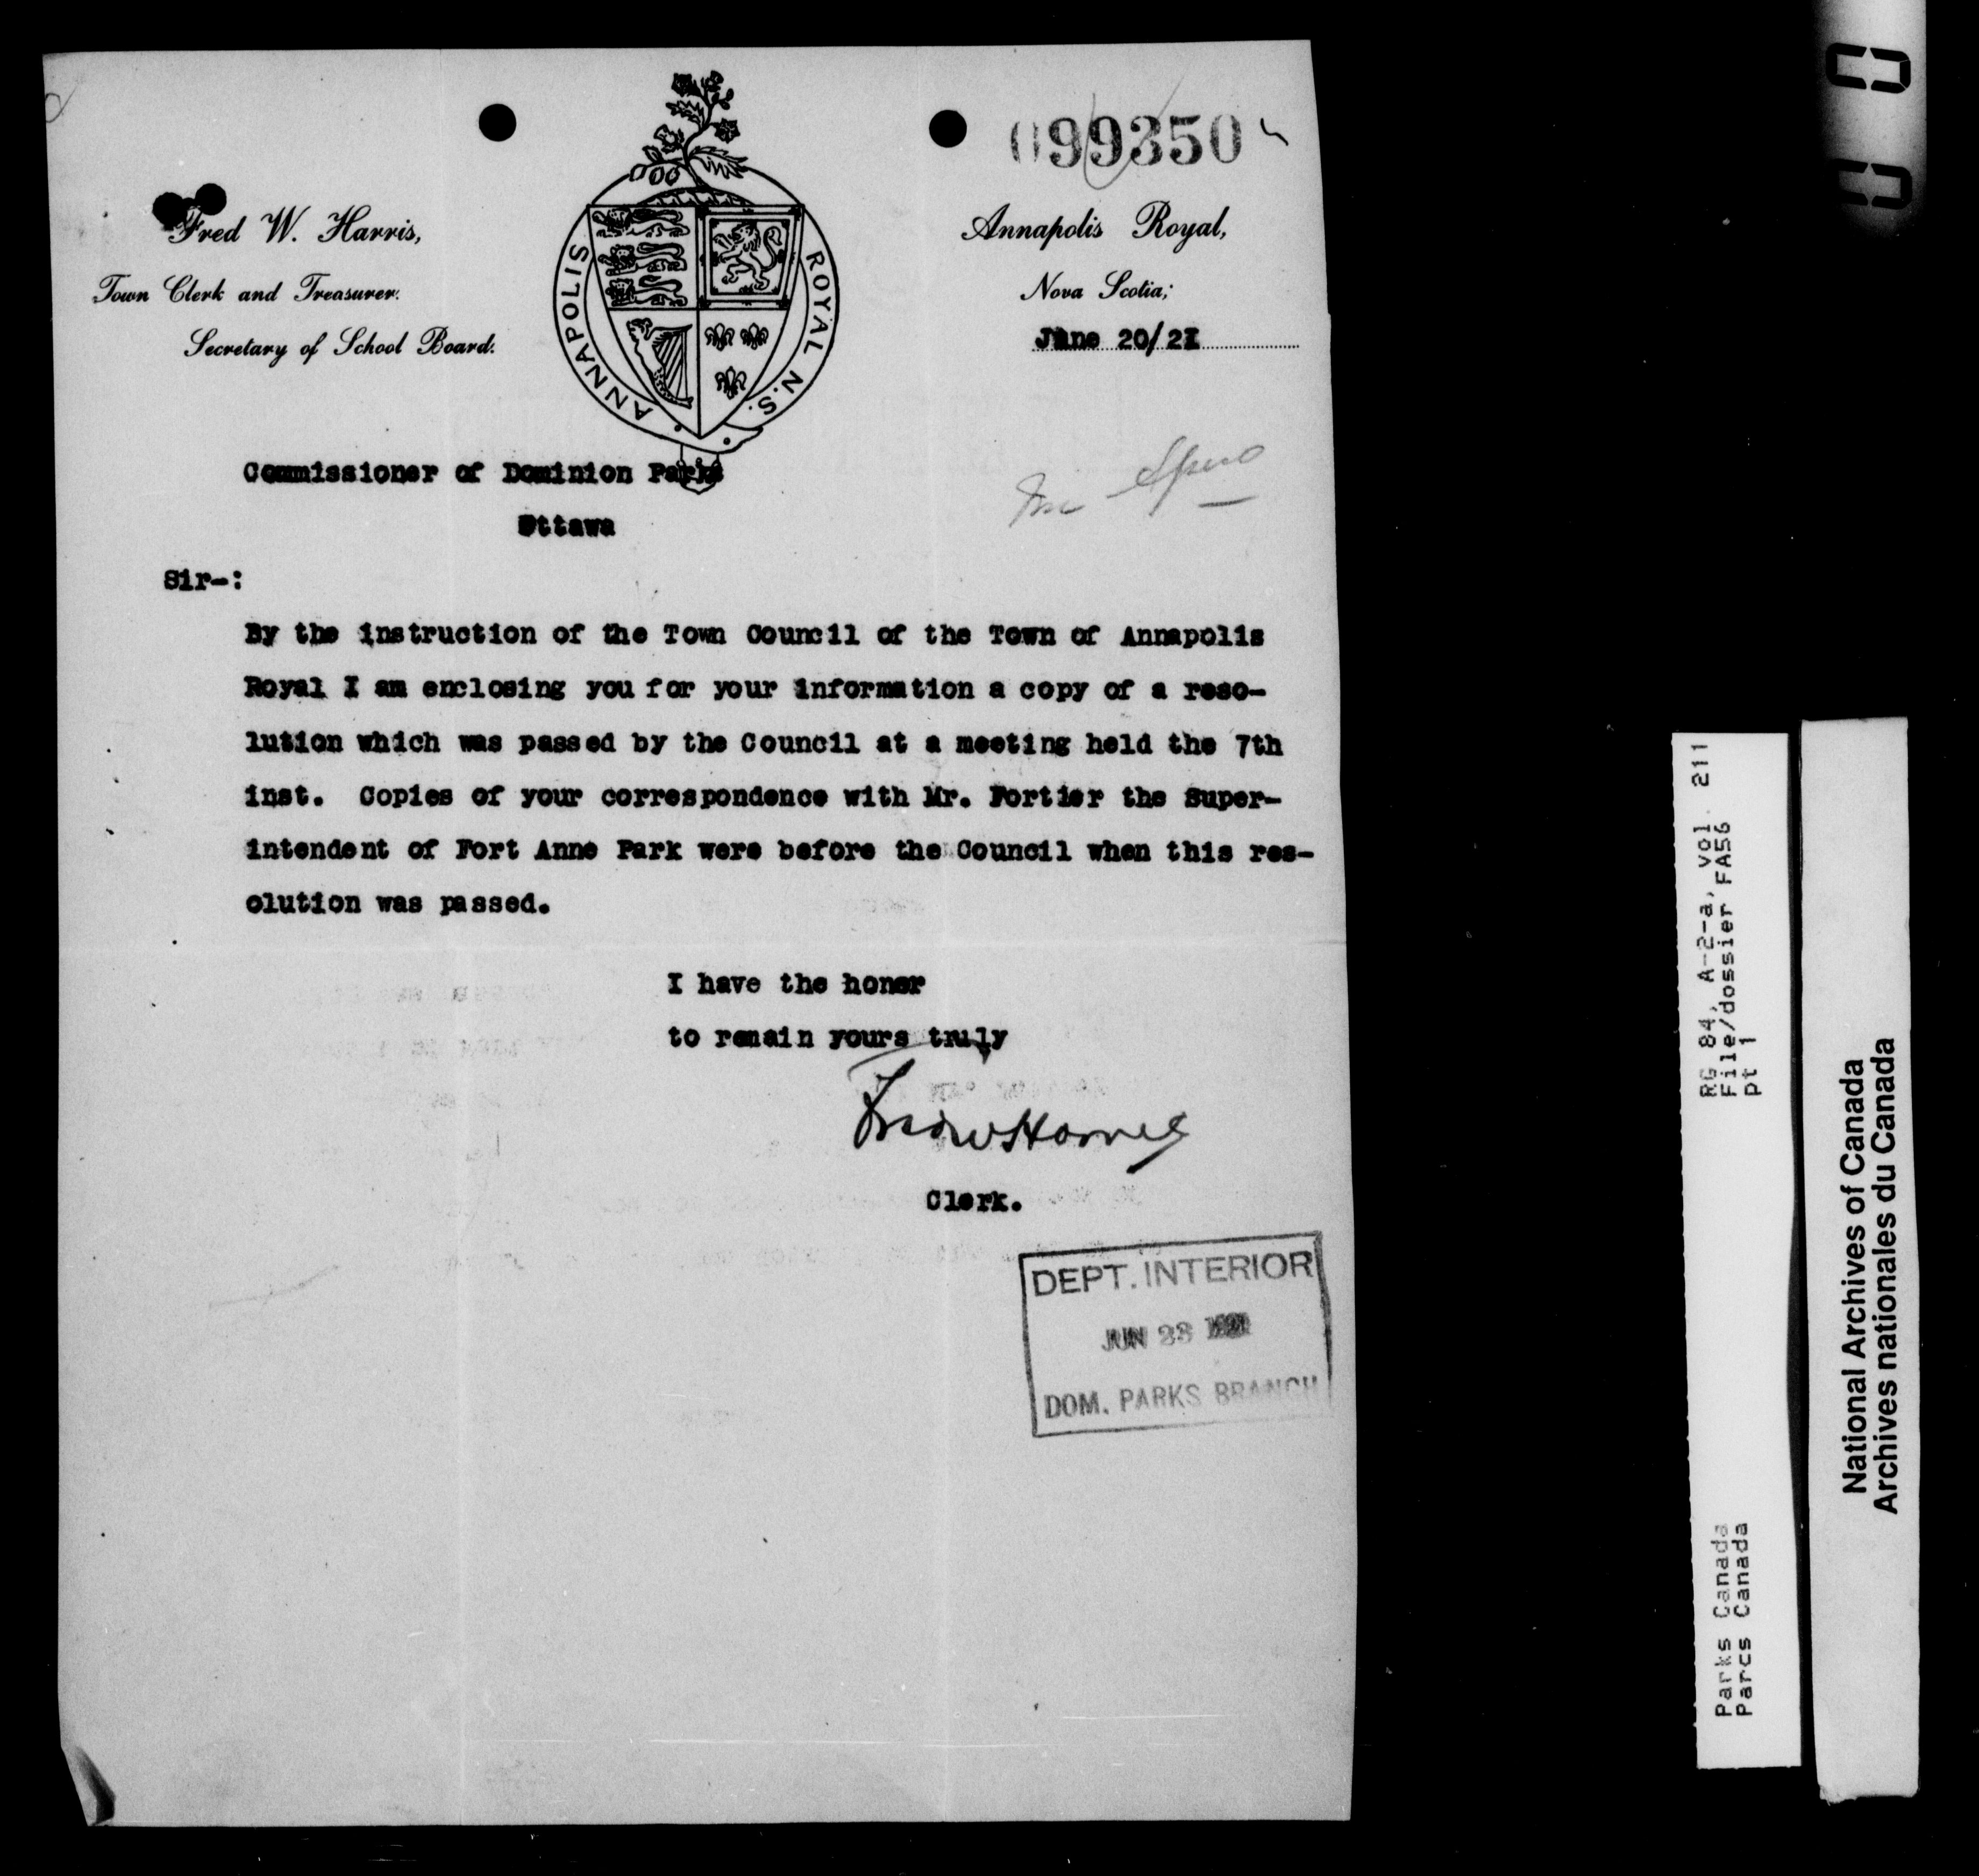 099350
Fred W. Harris,
Town Clerk and Treasurer.
Secretary of School Board.
ANNAPOLIS ROYAL N.S.
Annapolis Royal,
Nova Scotia;
June 20/21
Commissioner of Dominion Parks
Ottawa
Sir-:
By the instruction of the Town Council of the Town of Annapolis
Royal I am enclosing you for your information a copy of a reso-
lution which was passed by the Council at a meeting held the 7th
inst. Copies of your correspondence with Mr. Fortier the Super-
intendent of Fort Anne Park were before the Council when this res-
olution was passed.
I have the honor
to remain yours truly
Fred W Harris
Clerk.
DEPT. INTERIOR
JUN 23 1921
DOM. PARKS BRANCH
RG 84, A-2-a, vol. 211
File/dossier FA56
pt 1
Parks Canada
Parcs Canada
National Archives of Canada
Archives nationales du Canada